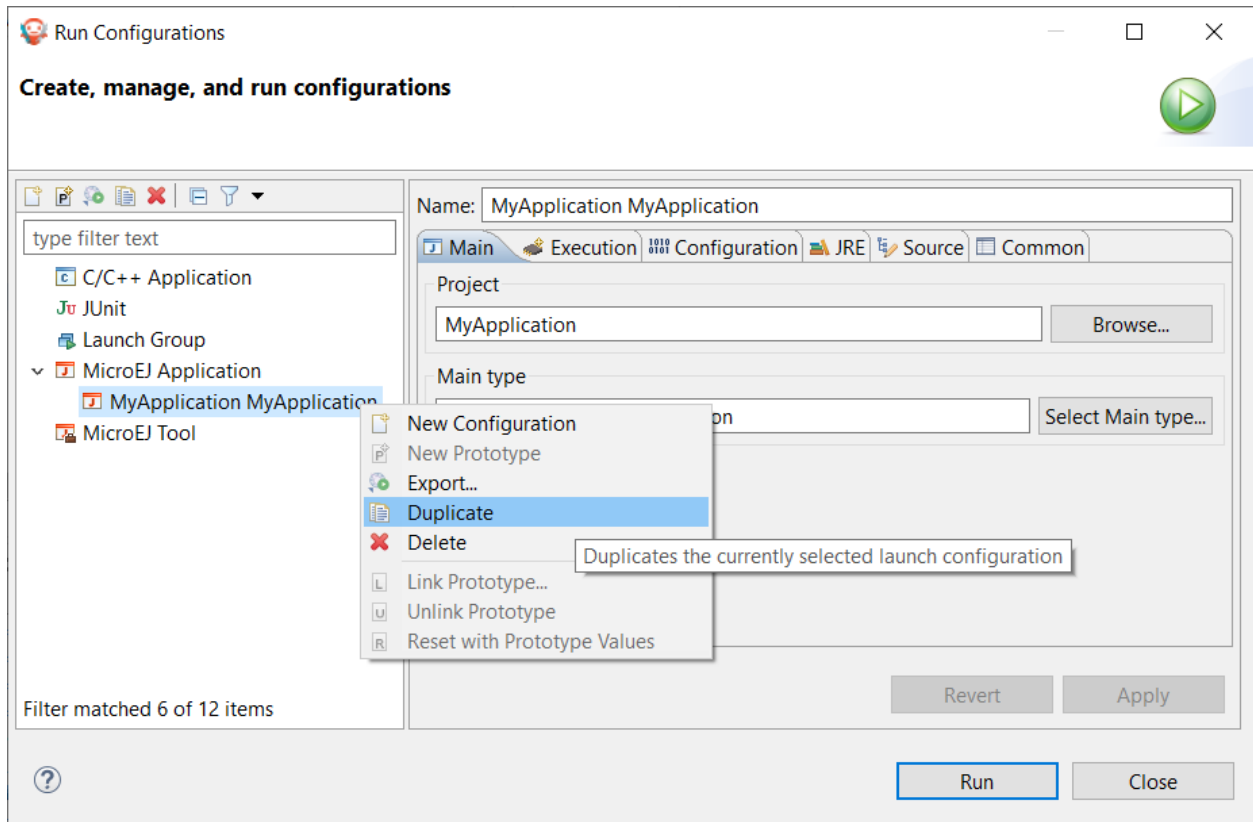 Run Configurations
Create, manage, and run configurations
type filter text
C/C++ Application
JUnit
Launch Group
MicroEJ Application
MyApplication MyApplication
MicroEJ Tool
Filter matched 6 of 12 items
Name: MyApplication MyApplication
Main Execution Configuration JRE Source Common
Project
MyApplication Browse...
Main type
on Select Main type...
New Configuration
New Prototype
Export...
Duplicate
Delete
Duplicates the currently selected launch configuration
Link Prototype...
Unlink Prototype
Reset with Prototype Values
Revert Apply
Run Close